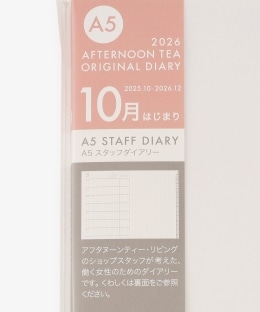 A5
2026
AFTERNOON TEA
ORIGINAL DIARY
2025.10-2026.12
10月はじまり
A5 STAFF DIARY
A5 スタッフダイアリー
アフタヌーンティー・リビング
のショップスタッフが考えた、
働く女性のためのダイアリー
です。くわしくは裏面をご参照
ください。